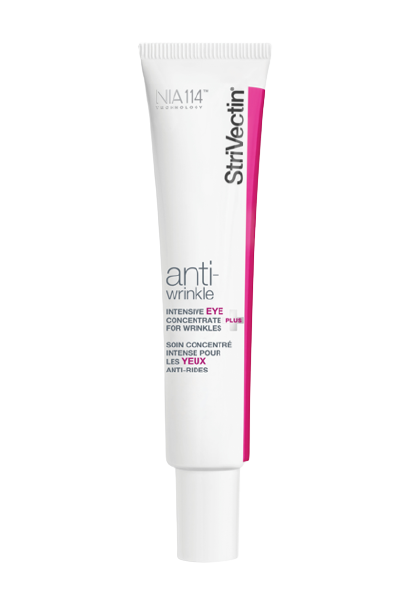 NIA114™
TECHNOLOGY
StriVectin®
anti-
wrinkle
INTENSIVE EYE
CONCENTRATE PLUS
FOR WRINKLES
SOIN CONCENTRÉ
INTENSE POUR
LES YEUX
ANTI-RIDES